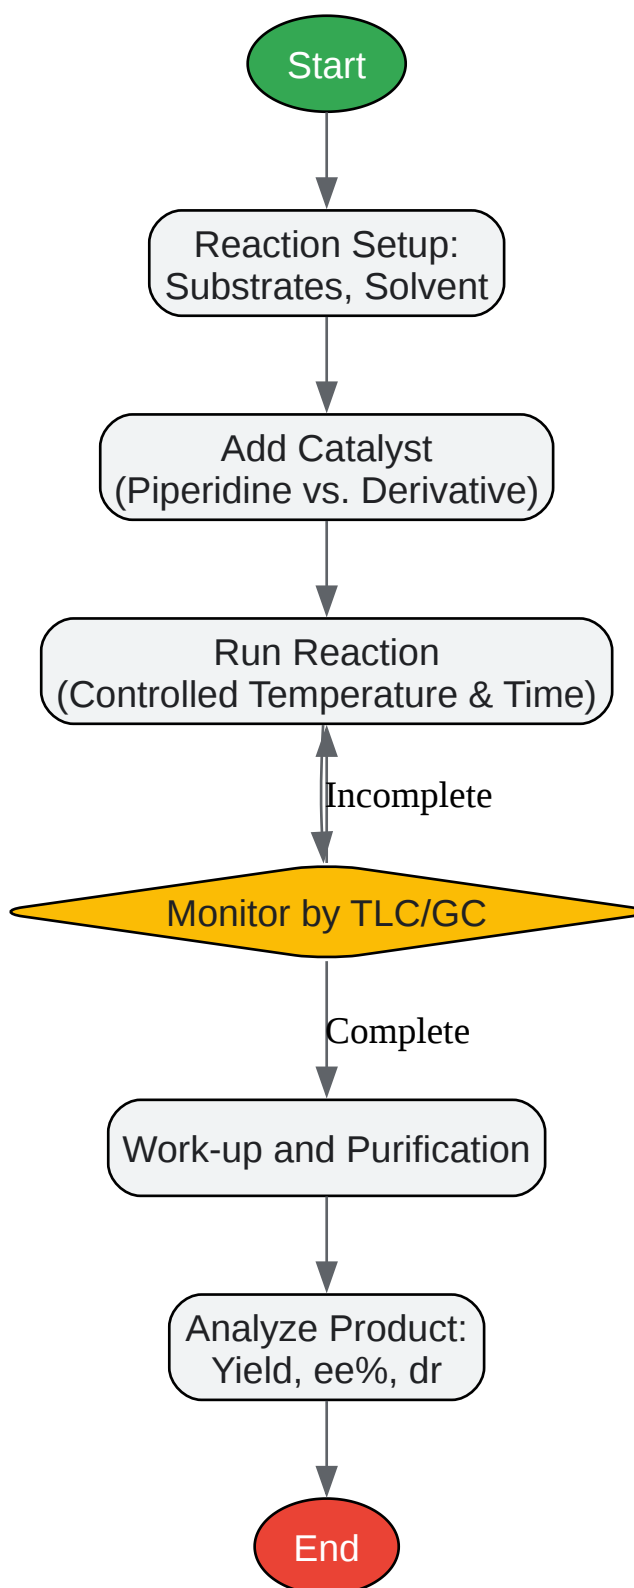 Start
Reaction Setup:
Substrates, Solvent
Add Catalyst
(Piperidine vs. Derivative)
Run Reaction
(Controlled Temperature & Time)
Incomplete
Monitor by TLC/GC
Complete
Work-up and Purification
Analyze Product:
Yield, ee%, dr
End